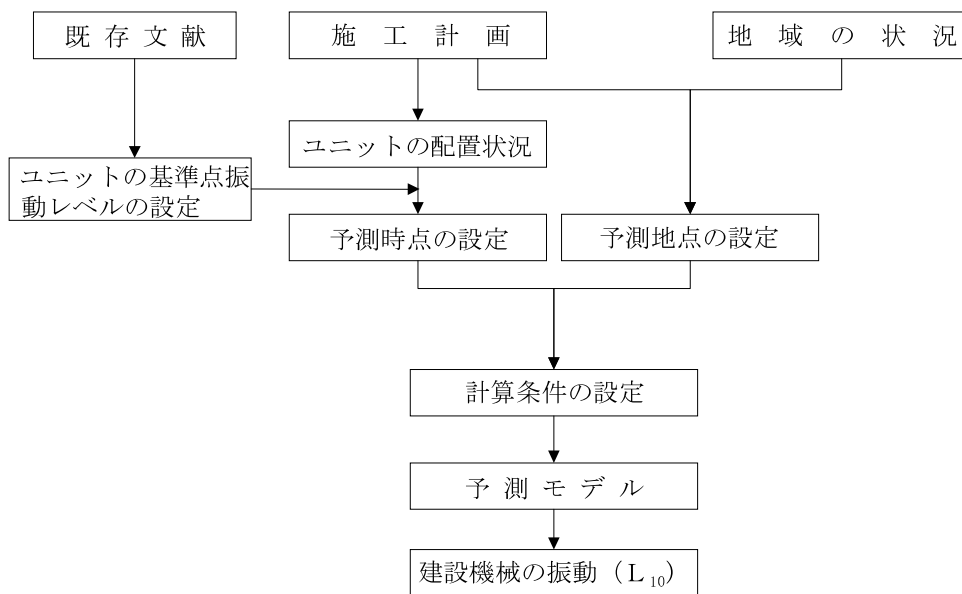 既存文献
施工計画
地域の状況
ユニットの配置状況
ユニットの基準点振
動レベルの設定
予測時点の設定
予測地点の設定
計算条件の設定
予測モデル
建設機械の振動（L10）